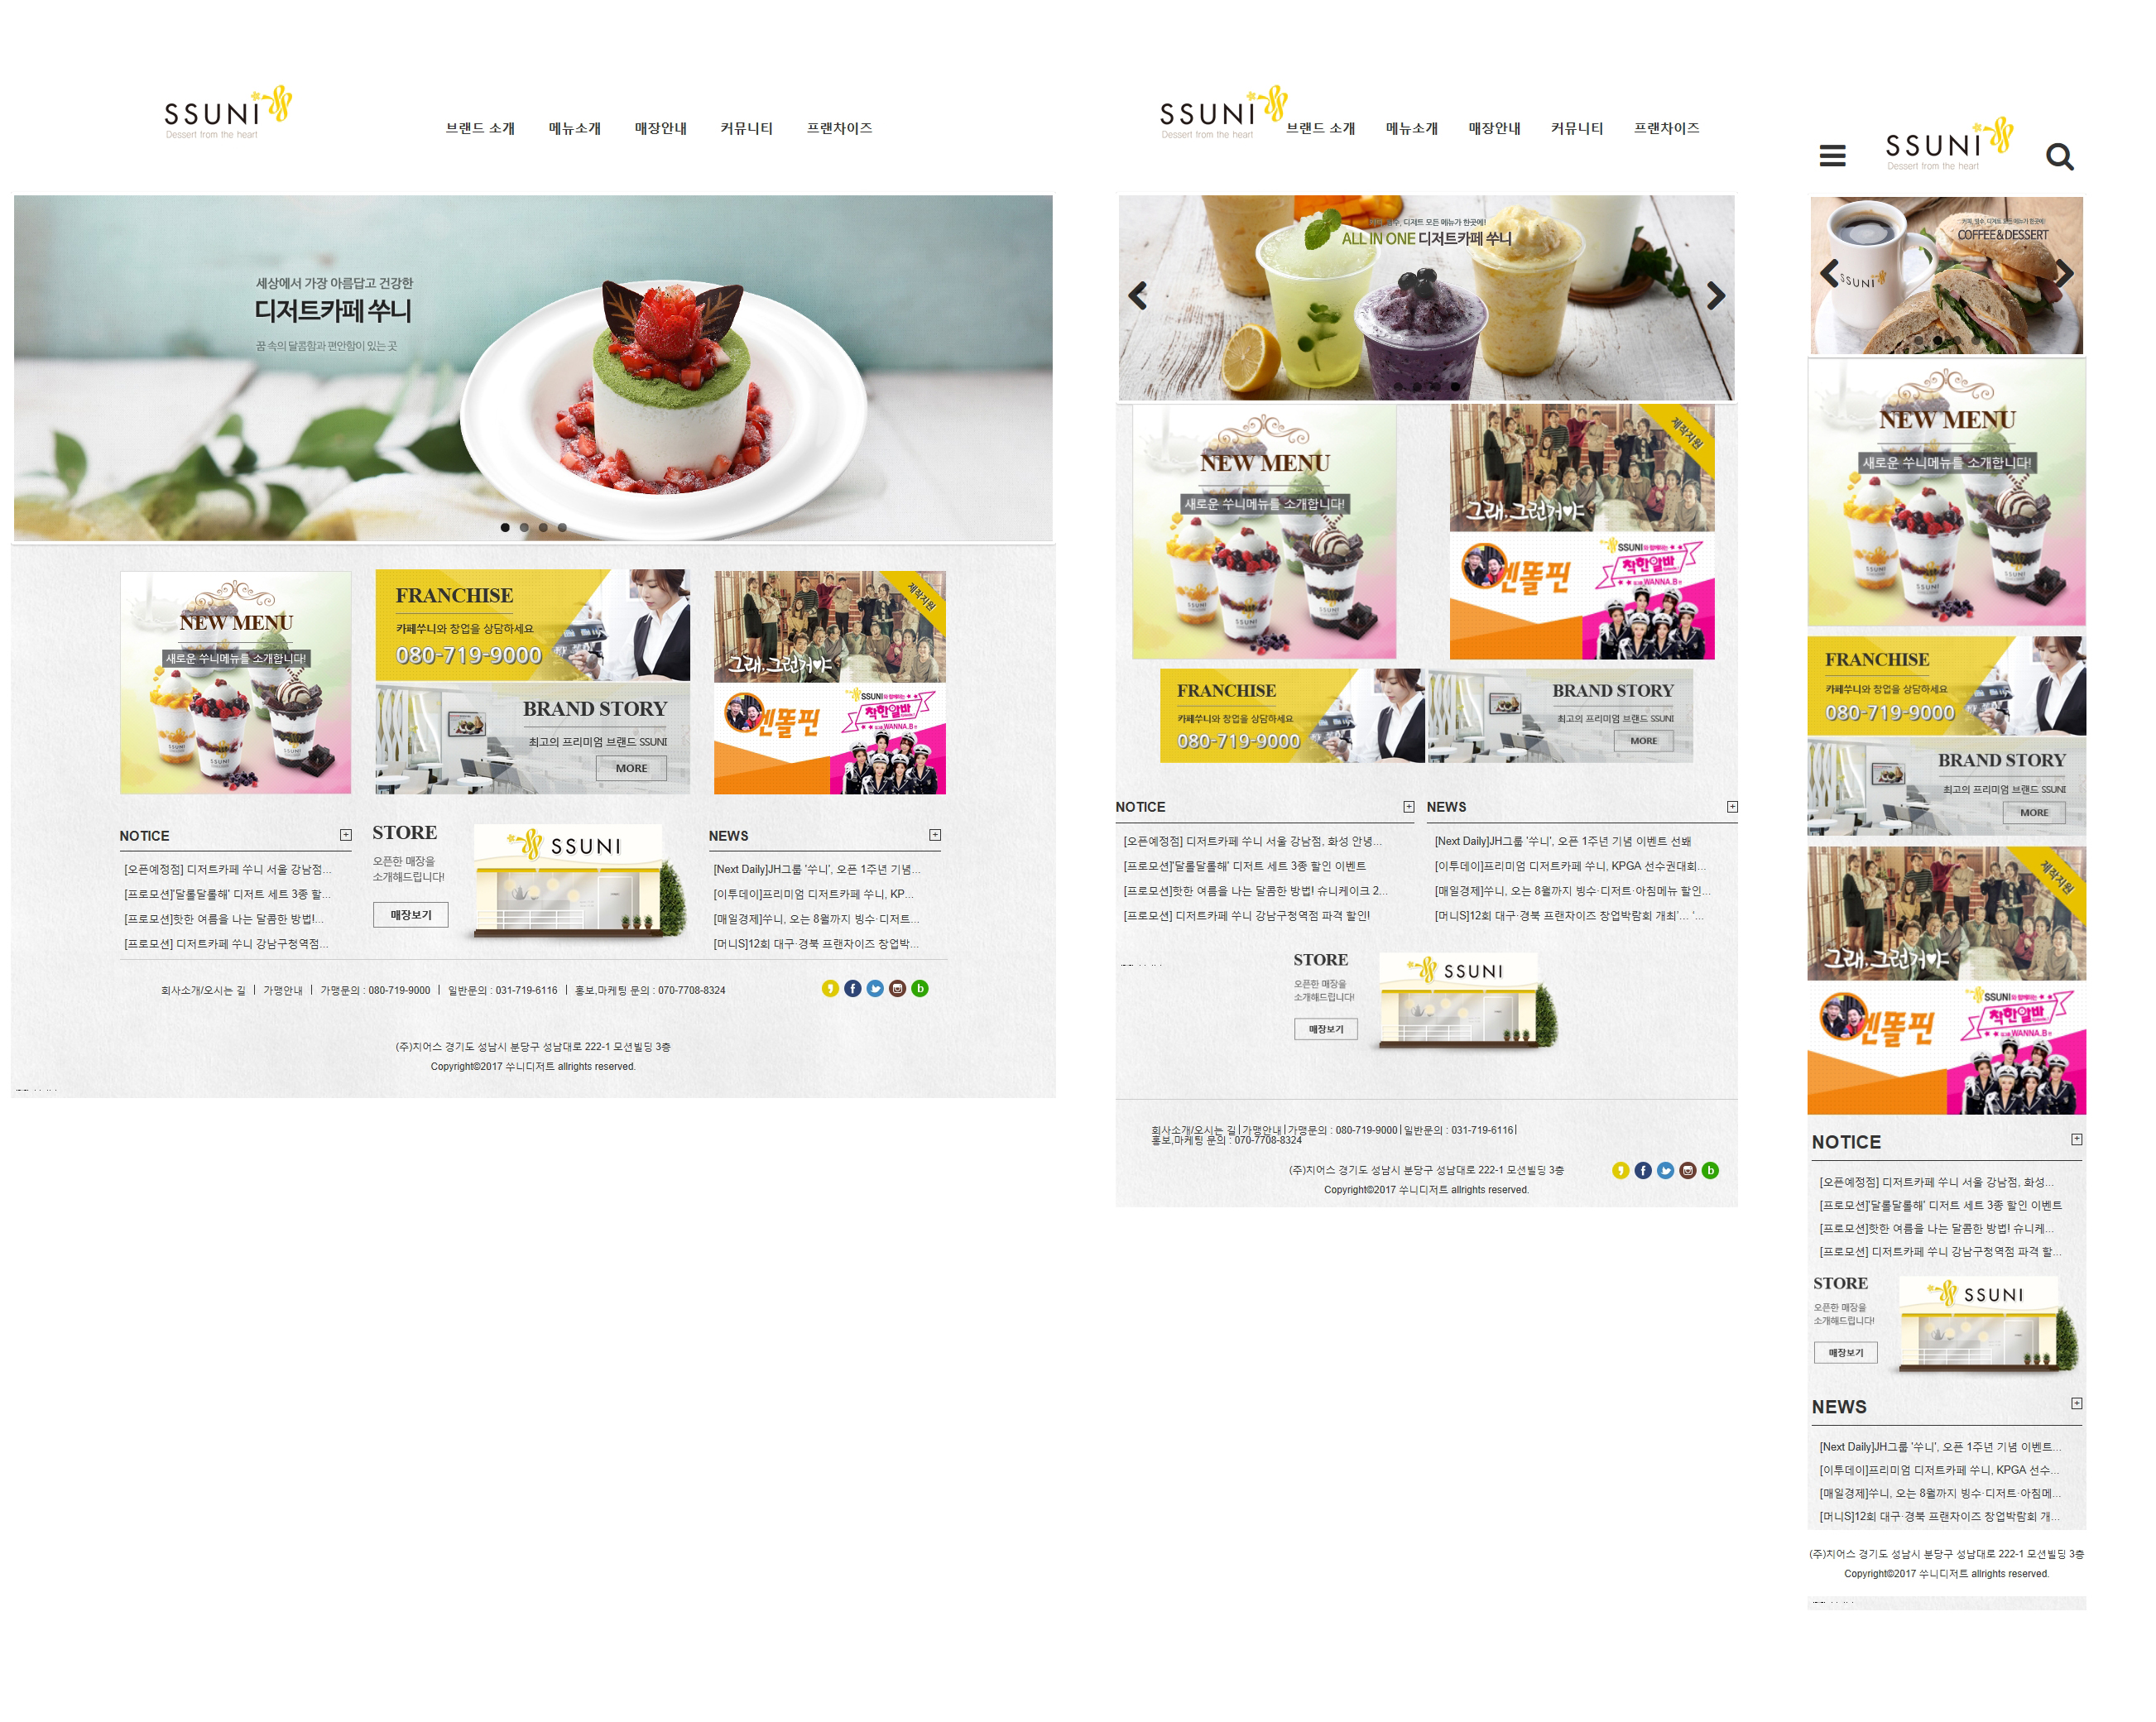 SSUNI
Dessert from the heart
브랜드 소개 메뉴소개 매장안내 커뮤니티 프랜차이즈
세상에서 가장 아름답고 건강한
디저트카페 쑤니
꿈 속의 달콤함과 편안함이 있는 곳
NEW MENU
새로운 쑤니메뉴를 소개합니다!
FRANCHISE
카페쑤니와 창업을 상담하세요
080-719-9000
BRAND STORY
최고의 프리미엄 브랜드 SSUNI
MORE
제작지원
그래, 그런거야
SSUNI와 함께하는
착한알바
WANNA.B
NOTICE
[오픈예정점] 디저트카페 쑤니 서울 강남점...
[프로모션]'달롤달롤해' 디저트 세트 3종 할...
[프로모션]핫한 여름을 나는 달콤한 방법!...
[프로모션] 디저트카페 쑤니 강남구청역점...
STORE
오픈한 매장을
소개해드립니다!
매장보기
SSUNI
NEWS
[Next Daily]JH그룹 '쑤니', 오픈 1주년 기념...
[이투데이]프리미엄 디저트카페 쑤니, KP...
[매일경제]쑤니, 오는 8월까지 빙수·디저트...
[머니S]12회 대구·경북 프랜차이즈 창업박...
회사소개/오시는 길 | 가맹안내 | 가맹문의 : 080-719-9000 | 일반문의 : 031-719-6116 | 홍보,마케팅 문의 : 070-7708-8324
(주)치어스 경기도 성남시 분당구 성남대로 222-1 모션빌딩 3층
Copyright©2017 쑤니디저트 allrights reserved.
SSUNI
Dessert from the heart
브랜드 소개 메뉴소개 매장안내 커뮤니티 프랜차이즈
디저트 모든 메뉴가 한곳에!
ALL IN ONE 디저트카페 쑤니
NEW MENU
새로운 쑤니메뉴를 소개합니다!
제작지원
그래, 그런거야
SSUNI와 함께하는
착한알바
WANNA.B
FRANCHISE
카페쑤니와 창업을 상담하세요
080-719-9000
BRAND STORY
최고의 프리미엄 브랜드 SSUNI
MORE
NOTICE
[오픈예정점] 디저트카페 쑤니 서울 강남점, 화성 안녕...
[프로모션]'달롤달롤해' 디저트 세트 3종 할인 이벤트
[프로모션]핫한 여름을 나는 달콤한 방법! 슈니케이크 2...
[프로모션] 디저트카페 쑤니 강남구청역점 파격 할인!
NEWS
[Next Daily]JH그룹 '쑤니', 오픈 1주년 기념 이벤트 선봬
[이투데이]프리미엄 디저트카페 쑤니, KPGA 선수권대회...
[매일경제]쑤니, 오는 8월까지 빙수·디저트·아침메뉴 할인...
[머니S]12회 대구·경북 프랜차이즈 창업박람회 개최'... '...
STORE
오픈한 매장을
소개해드립니다!
매장보기
SSUNI
회사소개/오시는 길 | 가맹안내 | 가맹문의 : 080-719-9000 | 일반문의 : 031-719-6116 |
홍보,마케팅 문의 : 070-7708-8324
(주)치어스 경기도 성남시 분당구 성남대로 222-1 모션빌딩 3층
Copyright©2017 쑤니디저트 allrights reserved.
SSUNI
Dessert from the heart
COFFEE&DESSERT
SSUNI
NEW MENU
새로운 쑤니메뉴를 소개합니다!
FRANCHISE
카페쑤니와 창업을 상담하세요
080-719-9000
BRAND STORY
최고의 프리미엄 브랜드 SSUNI
MORE
제작지원
그래, 그런거야
SSUNI와 함께하는
착한알바
WANNA.B
NOTICE
[오픈예정점] 디저트카페 쑤니 서울 강남점, 화성...
[프로모션]'달롤달롤해' 디저트 세트 3종 할인 이벤트
[프로모션]핫한 여름을 나는 달콤한 방법! 슈니케...
[프로모션] 디저트카페 쑤니 강남구청역점 파격 할...
STORE
오픈한 매장을
소개해드립니다!
매장보기
SSUNI
NEWS
[Next Daily]JH그룹 '쑤니', 오픈 1주년 기념 이벤트...
[이투데이]프리미엄 디저트카페 쑤니, KPGA 선수...
[매일경제]쑤니, 오는 8월까지 빙수·디저트·아침메...
[머니S]12회 대구·경북 프랜차이즈 창업박람회 개...
(주)치어스 경기도 성남시 분당구 성남대로 222-1 모션빌딩 3층
Copyright©2017 쑤니디저트 allrights reserved.